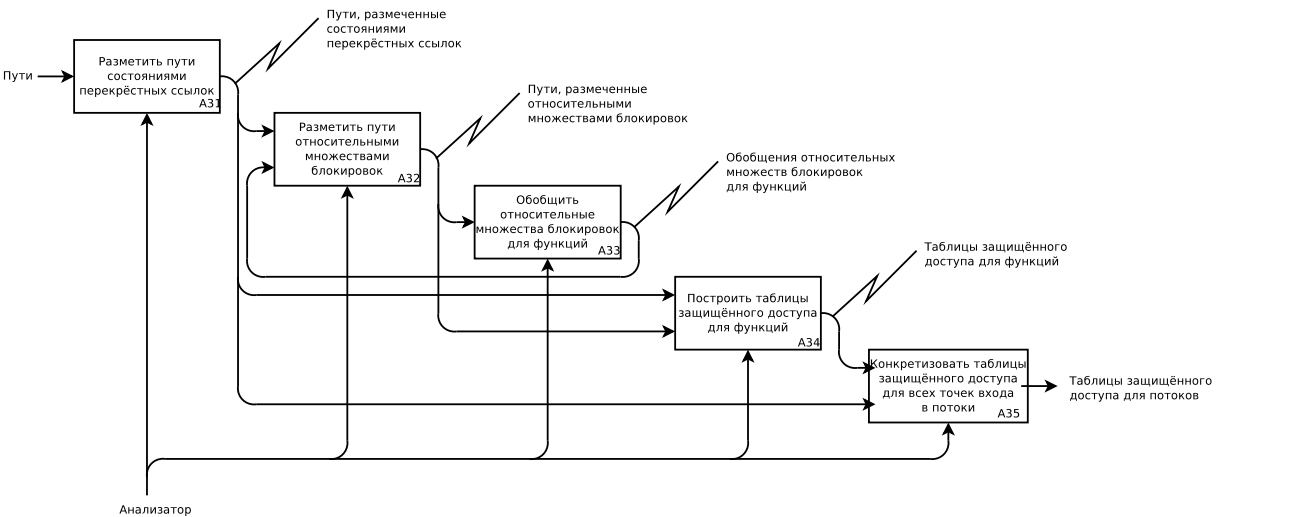 Пути, размеченные
состояниями
перекрёстных ссылок
Пути
Разметить пути
состояниями
перекрёстных ссылок
A31
Пути, размеченные
относительными
множествами блокировок
Разметить пути
относительными
множествами
блокировок
A32
Обобщения относительных
множеств блокировок
для функций
Обобщить
относительные
множества блокировок
для функций
A33
Таблицы защищённого
доступа для функций
Построить таблицы
защищённого доступа
для функций
A34
Конкретизовать таблицы
защищённого доступа
для всех точек входа
в потоки
A35
Таблицы защищённого
доступа для потоков
Анализатор